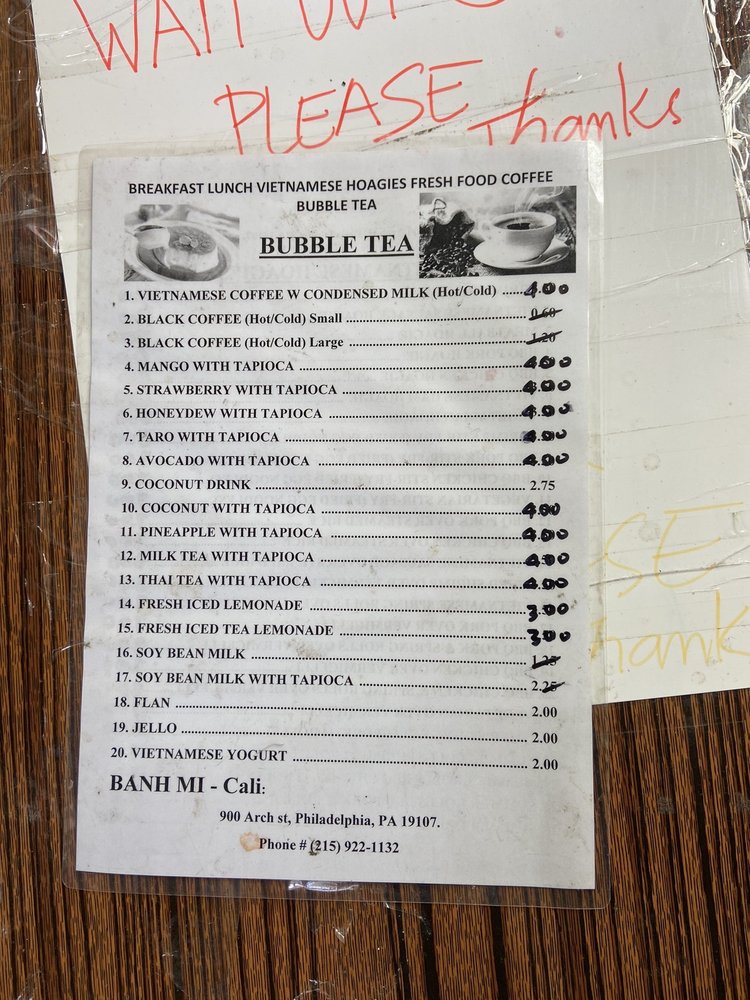 WAIT
PLEASE Thanks
BREAKFAST LUNCH VIETNAMESE HOAGIES FRESH FOOD COFFEE
BUBBLE TEA
BUBBLE TEA
1. VIETNAMESE COFFEE W CONDENSED MILK (Hot/Cold) ......4.00
2. BLACK COFFEE (Hot/Cold) Small ........ 0.60
3. BLACK COFFEE (Hot/Cold) Large ........ 1.20
4. MANGO WITH TAPIOCA ........ 4.00
5. STRAWBERRY WITH TAPIOCA ........ 4.00
6. HONEYDEW WITH TAPIOCA ........ 4.00
7. TARO WITH TAPIOCA ........ 4.00
8. AVOCADO WITH TAPIOCA ........ 4.00
9. COCONUT DRINK ........ 2.75
10. COCONUT WITH TAPIOCA ........ 4.00
11. PINEAPPLE WITH TAPIOCA ........ 4.00
12. MILK TEA WITH TAPIOCA ........ 4.00
13. THAI TEA WITH TAPIOCA ........ 4.00
14. FRESH ICED LEMONADE ........ 3.00
15. FRESH ICED TEA LEMONADE ........ 3.00
16. SOY BEAN MILK ........ 1.25
17. SOY BEAN MILK WITH TAPIOCA ........ 2.25
18. FLAN ........ 2.00
19. JELLO ........ 2.00
20. VIETNAMESE YOGURT ........ 2.00
BANH MI - Cali:
900 Arch st, Philadelphia, PA 19107.
Phone # (215) 922-1132